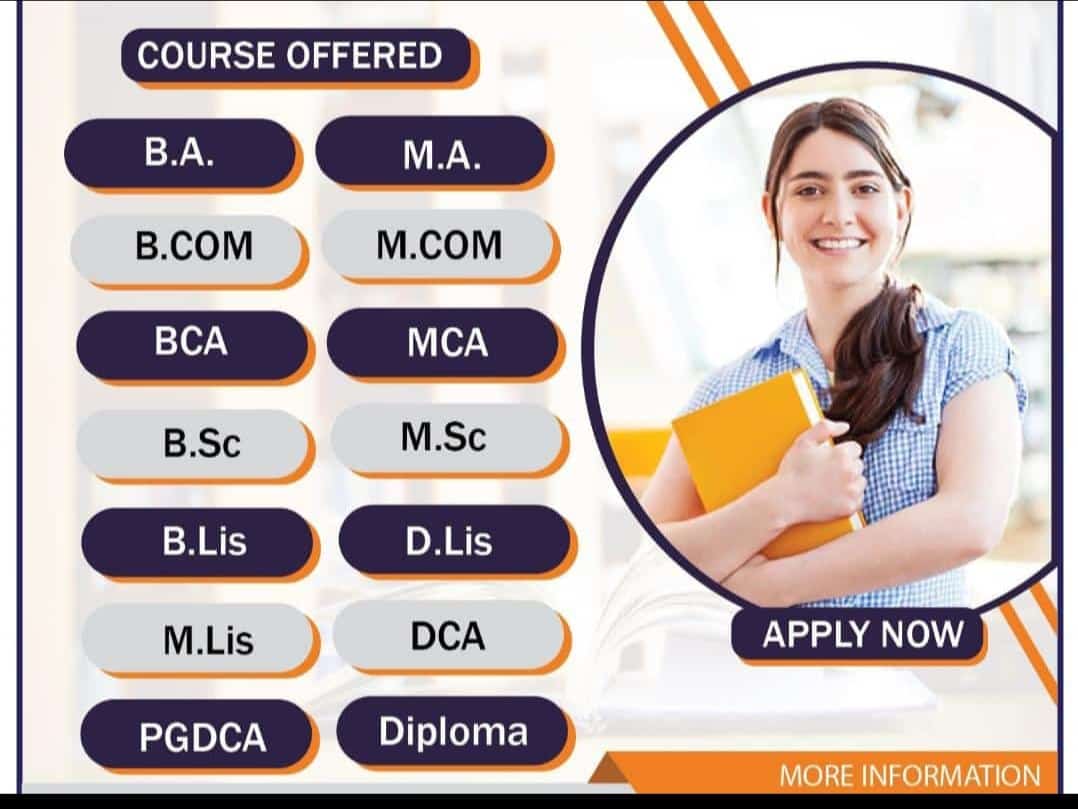 COURSE OFFERED
B.A.
M.A.
B.COM
M.COM
BCA
MCA
B.Sc
M.Sc
B.Lis
D.Lis
M.Lis
DCA
PGDCA
Diploma
APPLY NOW
MORE INFORMATION